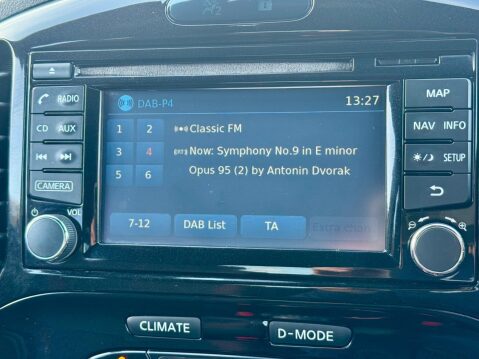 DAB-P4 13:27
1 2 Classic FM
3 4 Now: Symphony No.9 in E minor
5 6 Opus 95 (2) by Antonin Dvorak
7-12 DAB List TA Extra chan
RADIO
CD AUX
CAMERA
VOL
MAP
NAV INFO
SETUP
CLIMATE D-MODE